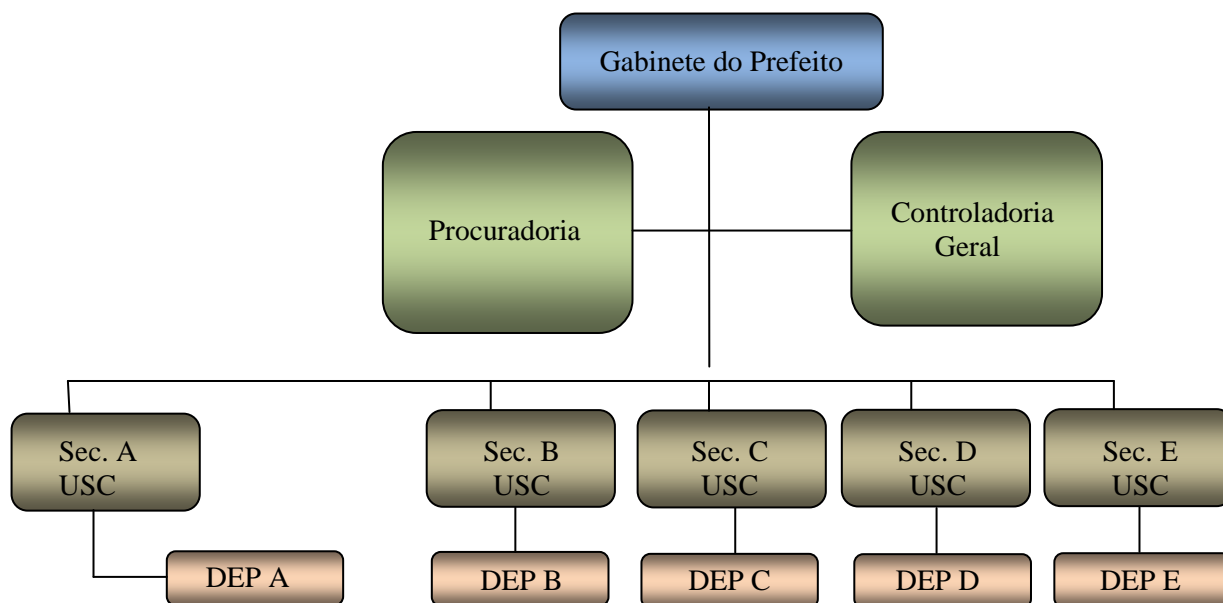 Gabinete do Prefeito
Procuradoria
Controladoria
Geral
Sec. A
USC
Sec. B
USC
Sec. C
USC
Sec. D
USC
Sec. E
USC
DEP A
DEP B
DEP C
DEP D
DEP E